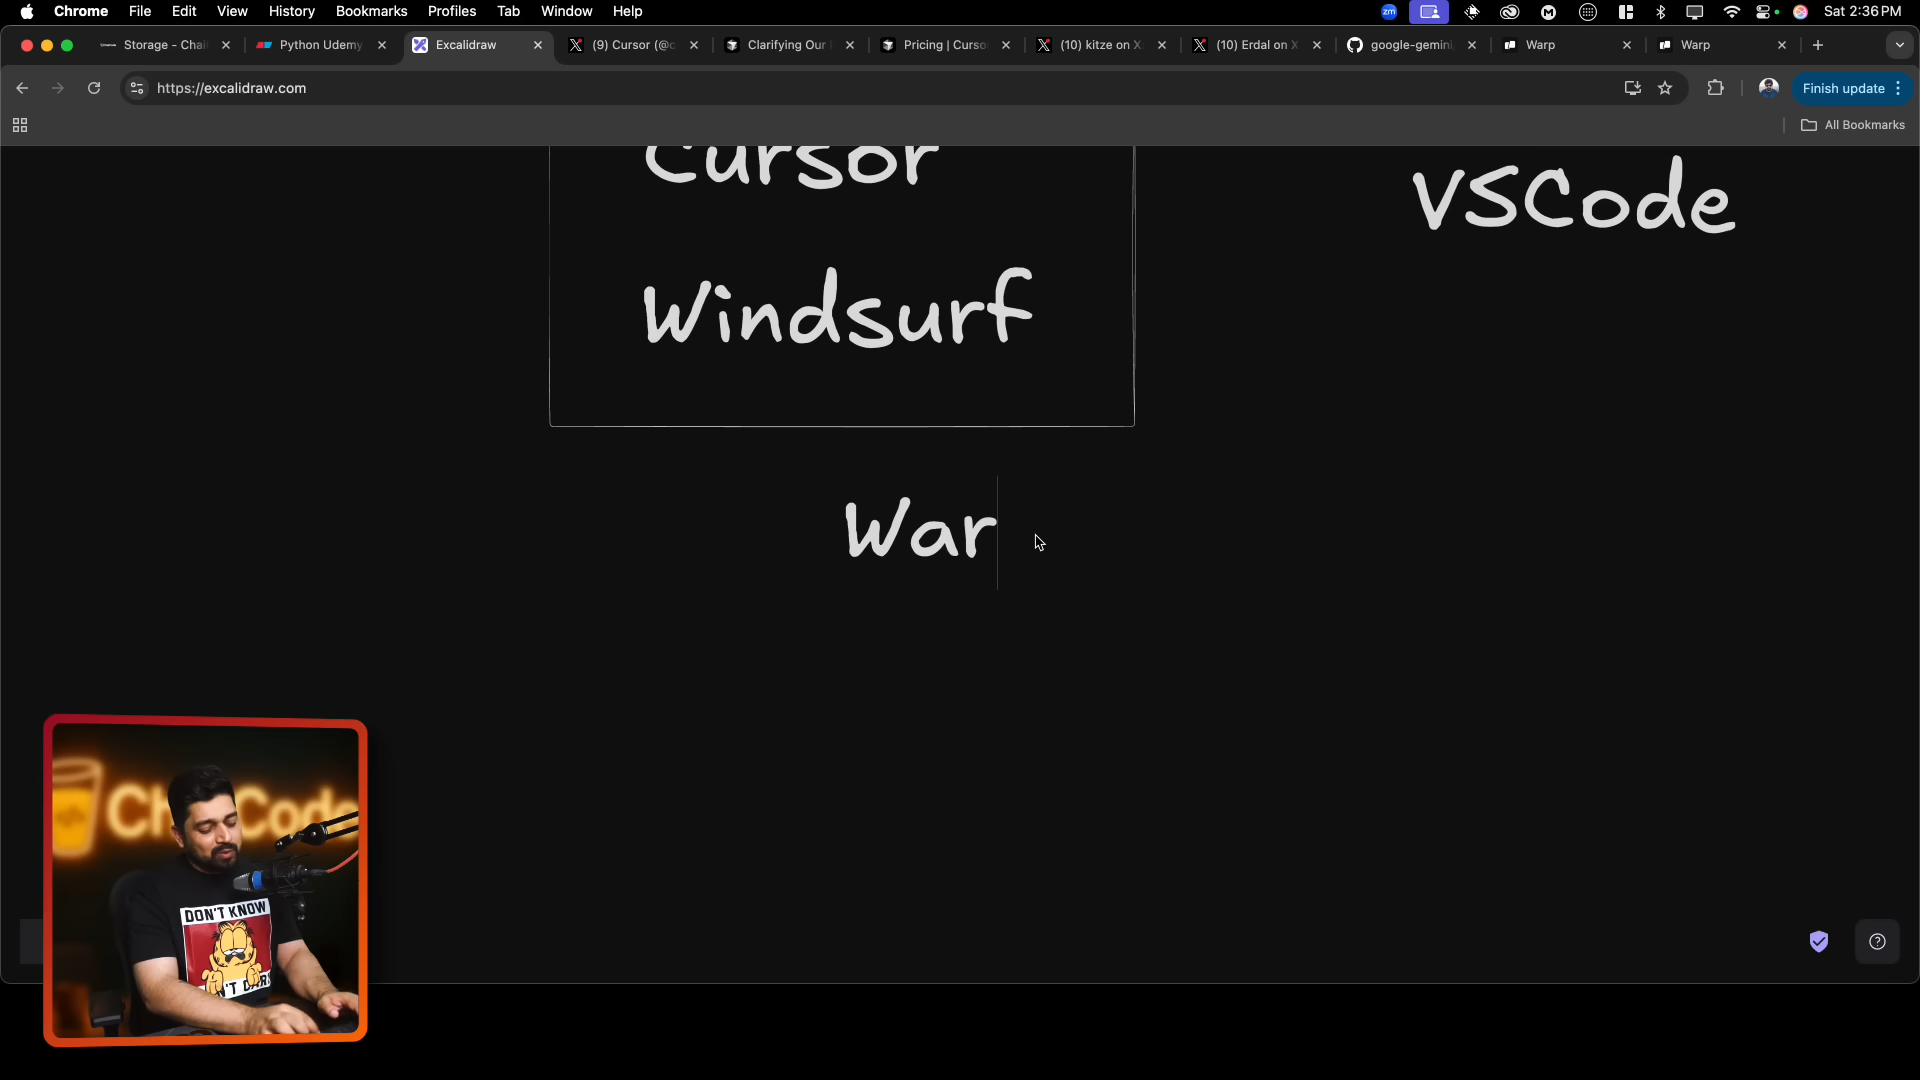 Chrome File Edit View History Bookmarks Profiles Tab Window Help zm Sat 2:36 PM
Storage - Chai Python Udemy Excalidraw (9) Cursor (@c Clarifying Our Pricing | Curso (10) kitze on X (10) Erdal on X google-gemini Warp Warp
https://excalidraw.com Finish update
All Bookmarks
Cursor
VSCode
Windsurf
War
Code
DON'T KNOW